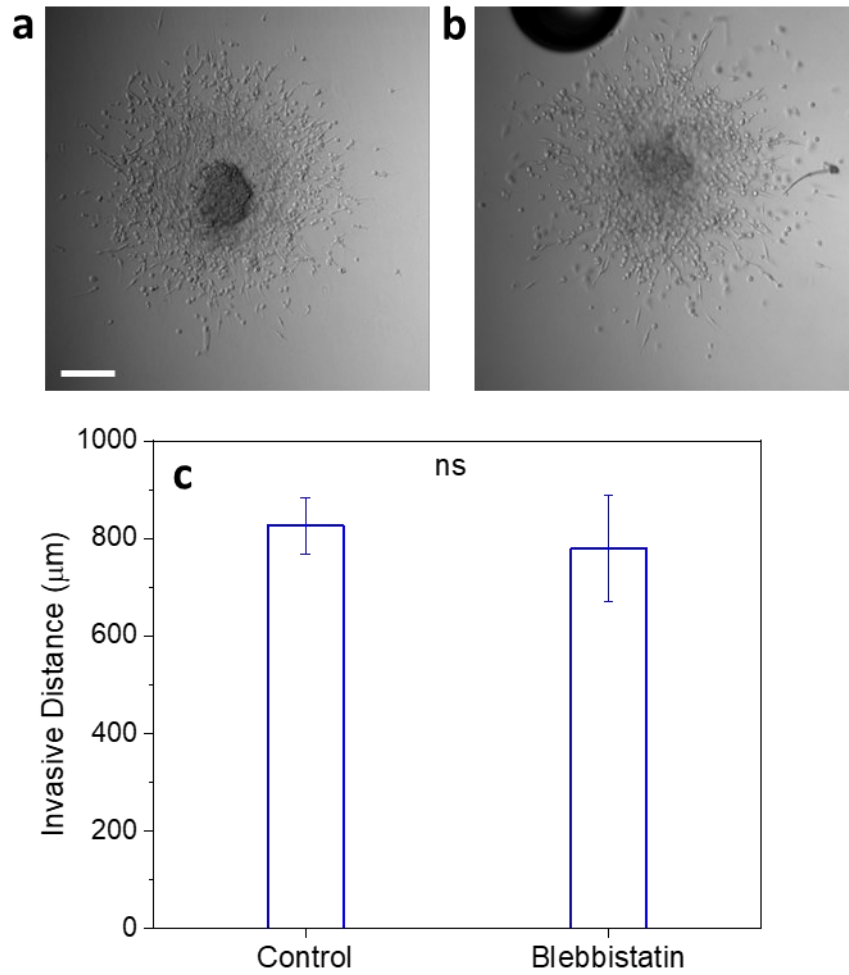 a
b
1000
800
600
400
200
0
Invasive Distance (μm)
c
ns
Control
Blebbistatin